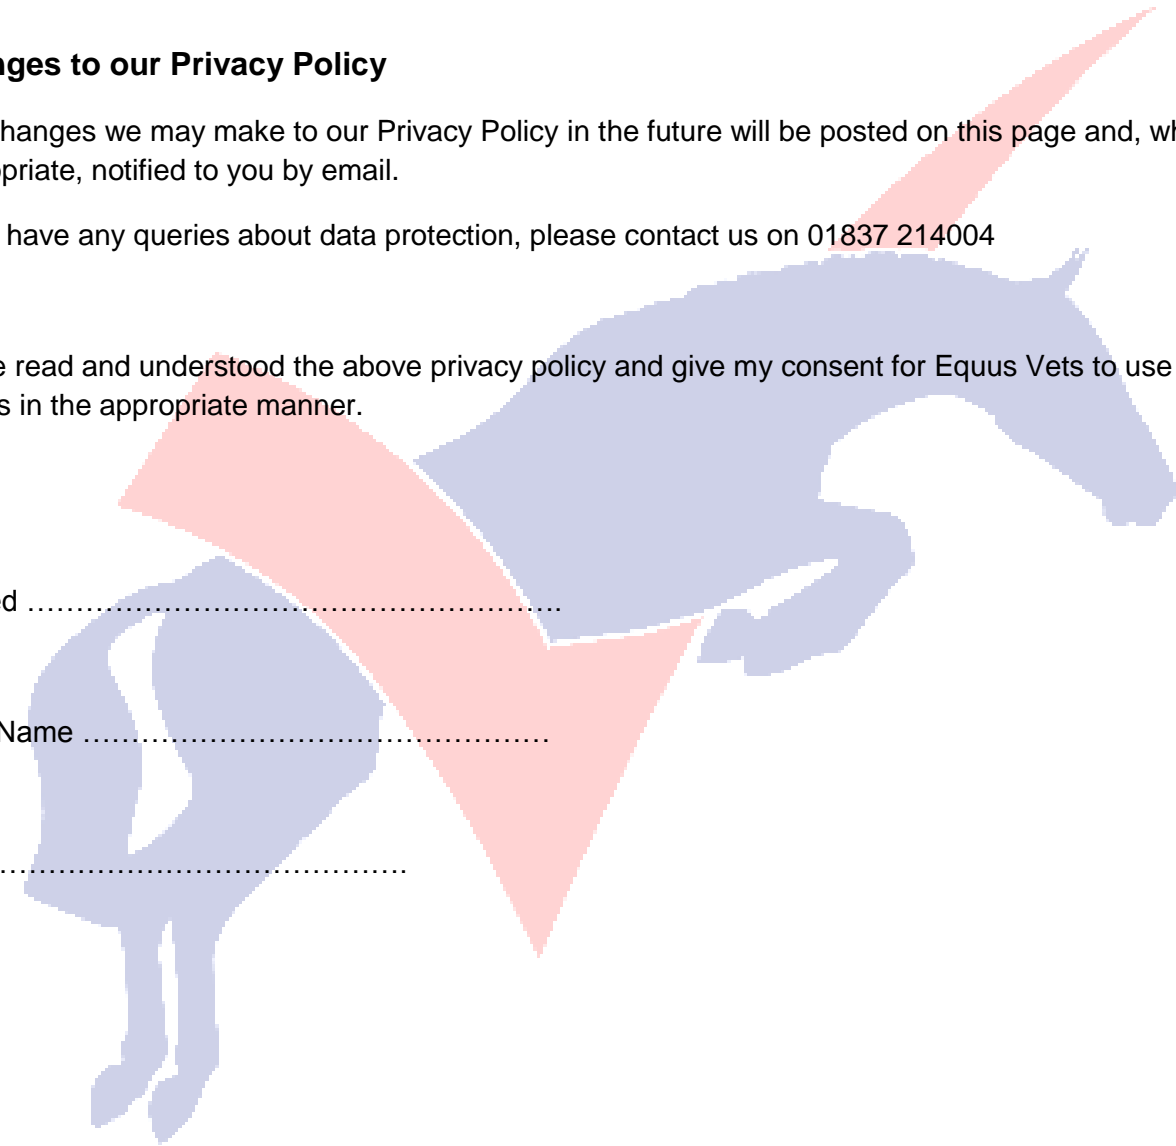 nges to our Privacy Policy
hanges we may make to our Privacy Policy in the future will be posted on this page and, wh
opriate, notified to you by email.
have any queries about data protection, please contact us on 01837 214004
e read and understood the above privacy policy and give my consent for Equus Vets to use
s in the appropriate manner.
ed ……………………………………………….
Name …………………………………………
…………………………………….